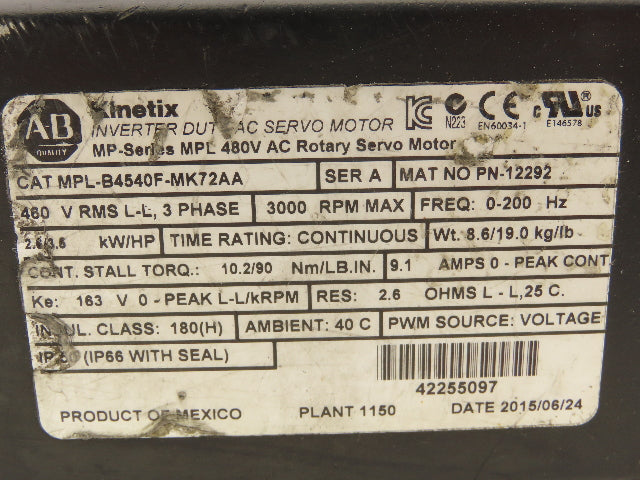 AB
QUALITY
Kinetix
INVERTER DUTY AC SERVO MOTOR
MP-Series MPL 480V AC Rotary Servo Motor
N223
CE
EN60034-1
c UL US
E146578
CAT MPL-B4540F-MK72AA SER A MAT NO PN-12292
460 V RMS L-L, 3 PHASE 3000 RPM MAX FREQ: 0-200 Hz
kW/HP TIME RATING: CONTINUOUS Wt. 8.6/19.0 kg/lb
CONT. STALL TORQ.: 10.2/90 Nm/LB.IN. 9.1 AMPS 0 - PEAK CONT
Ke: 163 V 0 - PEAK L-L/kRPM RES: 2.6 OHMS L - L,25 C.
INSUL. CLASS: 180(H) AMBIENT: 40 C PWM SOURCE: VOLTAGE
(IP66 WITH SEAL)
42255097
PRODUCT OF MEXICO PLANT 1150 DATE 2015/06/24